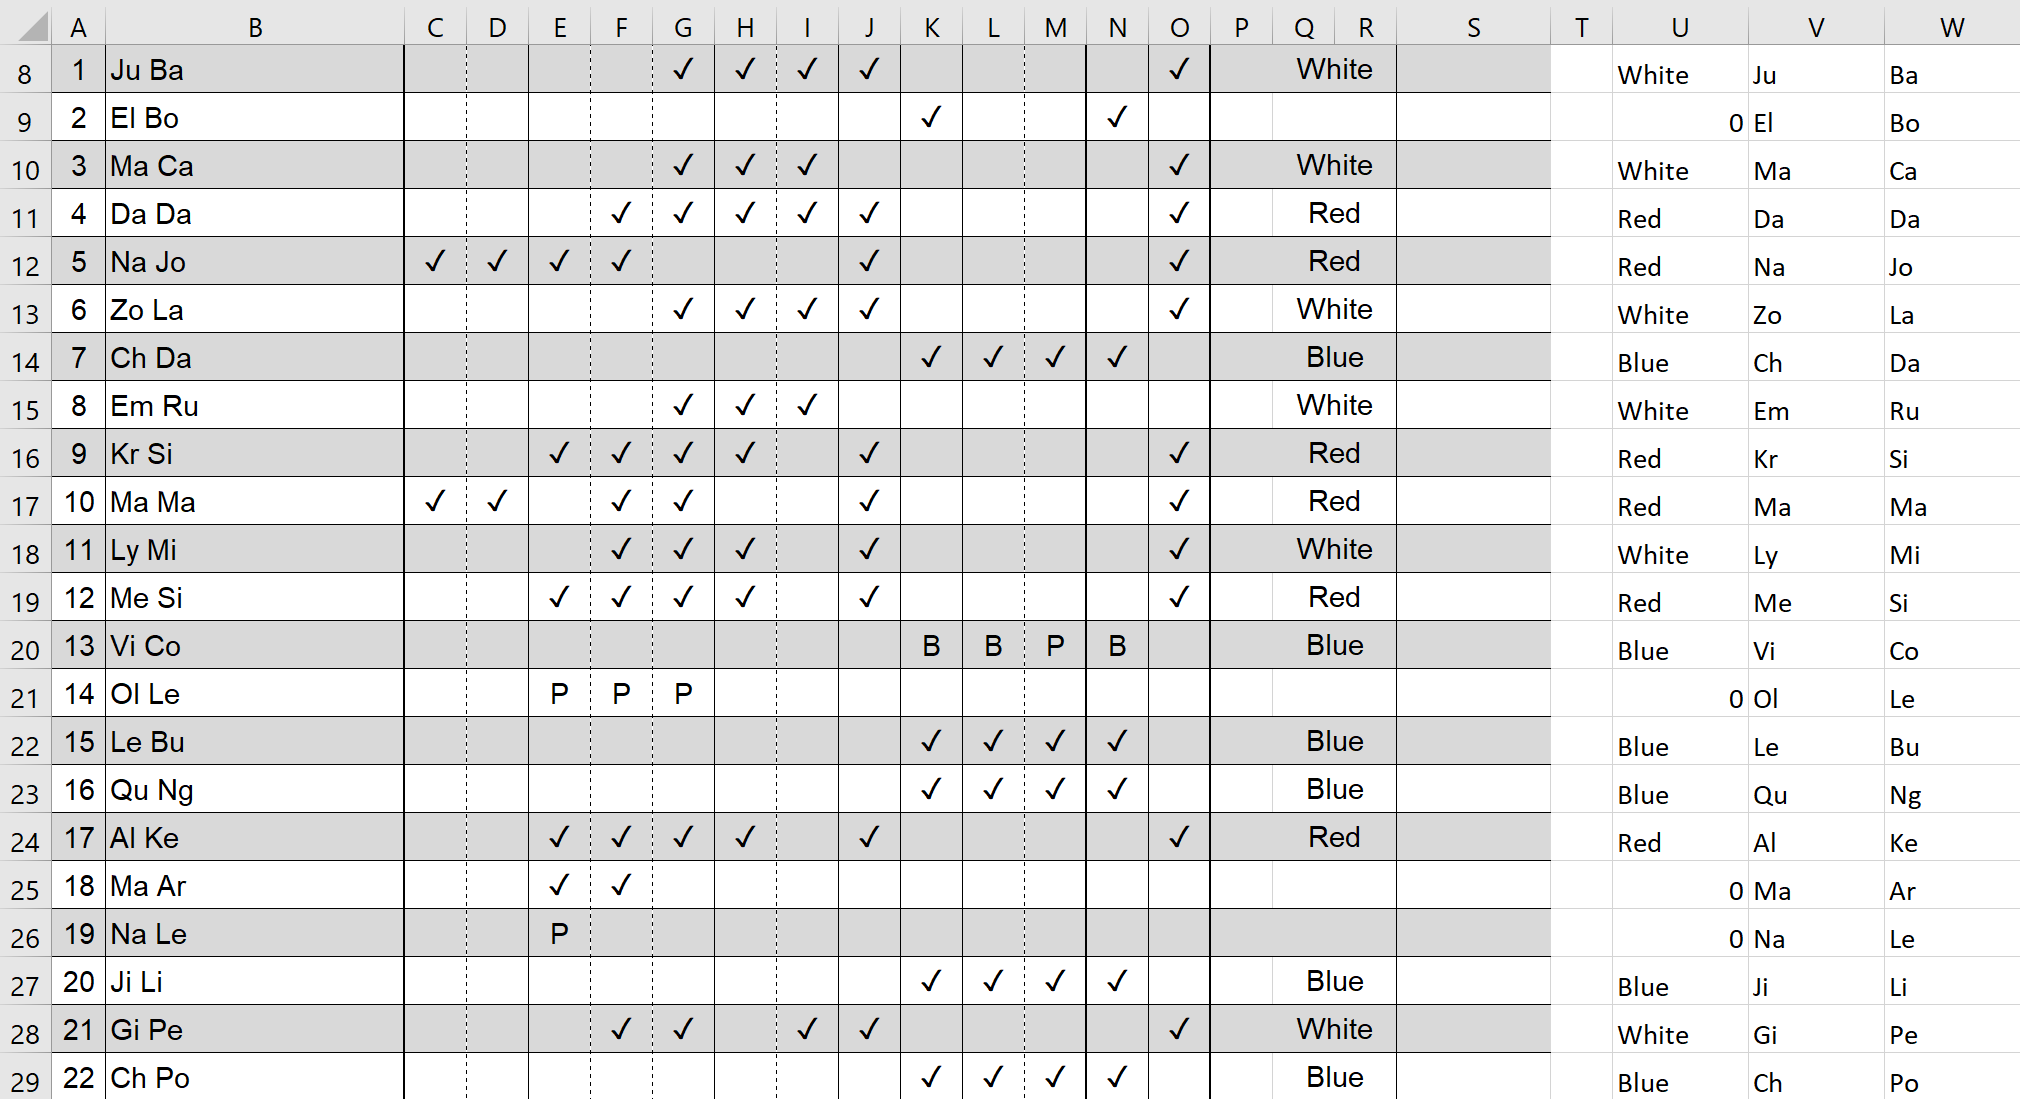 A B C D E F G H I J K L M N O P Q R S T U V W
8 1 Ju Ba ✓ ✓ ✓ ✓ ✓ White White Ju Ba
9 2 El Bo ✓ ✓ 0 El Bo
10 3 Ma Ca ✓ ✓ ✓ ✓ White White Ma Ca
11 4 Da Da ✓ ✓ ✓ ✓ ✓ ✓ Red Red Da Da
12 5 Na Jo ✓ ✓ ✓ ✓ ✓ ✓ Red Red Na Jo
13 6 Zo La ✓ ✓ ✓ ✓ ✓ White White Zo La
14 7 Ch Da ✓ ✓ ✓ ✓ Blue Blue Ch Da
15 8 Em Ru ✓ ✓ ✓ White White Em Ru
16 9 Kr Si ✓ ✓ ✓ ✓ ✓ ✓ Red Red Kr Si
17 10 Ma Ma ✓ ✓ ✓ ✓ ✓ ✓ Red Red Ma Ma
18 11 Ly Mi ✓ ✓ ✓ ✓ ✓ White White Ly Mi
19 12 Me Si ✓ ✓ ✓ ✓ ✓ ✓ Red Red Me Si
20 13 Vi Co B B P B Blue Blue Vi Co
21 14 Ol Le P P P 0 Ol Le
22 15 Le Bu ✓ ✓ ✓ ✓ Blue Blue Le Bu
23 16 Qu Ng ✓ ✓ ✓ ✓ Blue Blue Qu Ng
24 17 Al Ke ✓ ✓ ✓ ✓ ✓ ✓ Red Red Al Ke
25 18 Ma Ar ✓ ✓ 0 Ma Ar
26 19 Na Le P 0 Na Le
27 20 Ji Li ✓ ✓ ✓ ✓ Blue Blue Ji Li
28 21 Gi Pe ✓ ✓ ✓ ✓ ✓ White White Gi Pe
29 22 Ch Po ✓ ✓ ✓ ✓ Blue Blue Ch Po